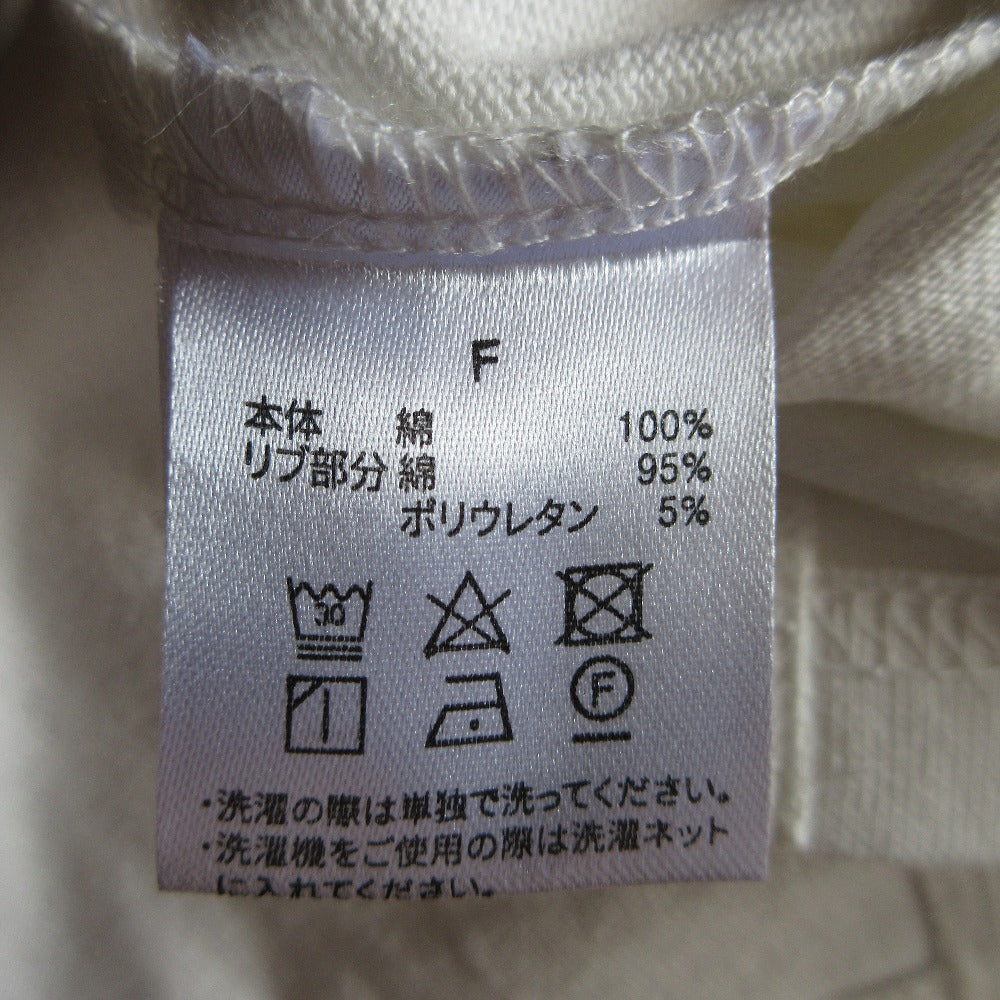 F
本体 綿 100%
リブ部分 綿 95%
ポリウレタン 5%
30
F
・洗濯の際は単独で洗ってください。
・洗濯機をご使用の際は洗濯ネット
に入れてください。